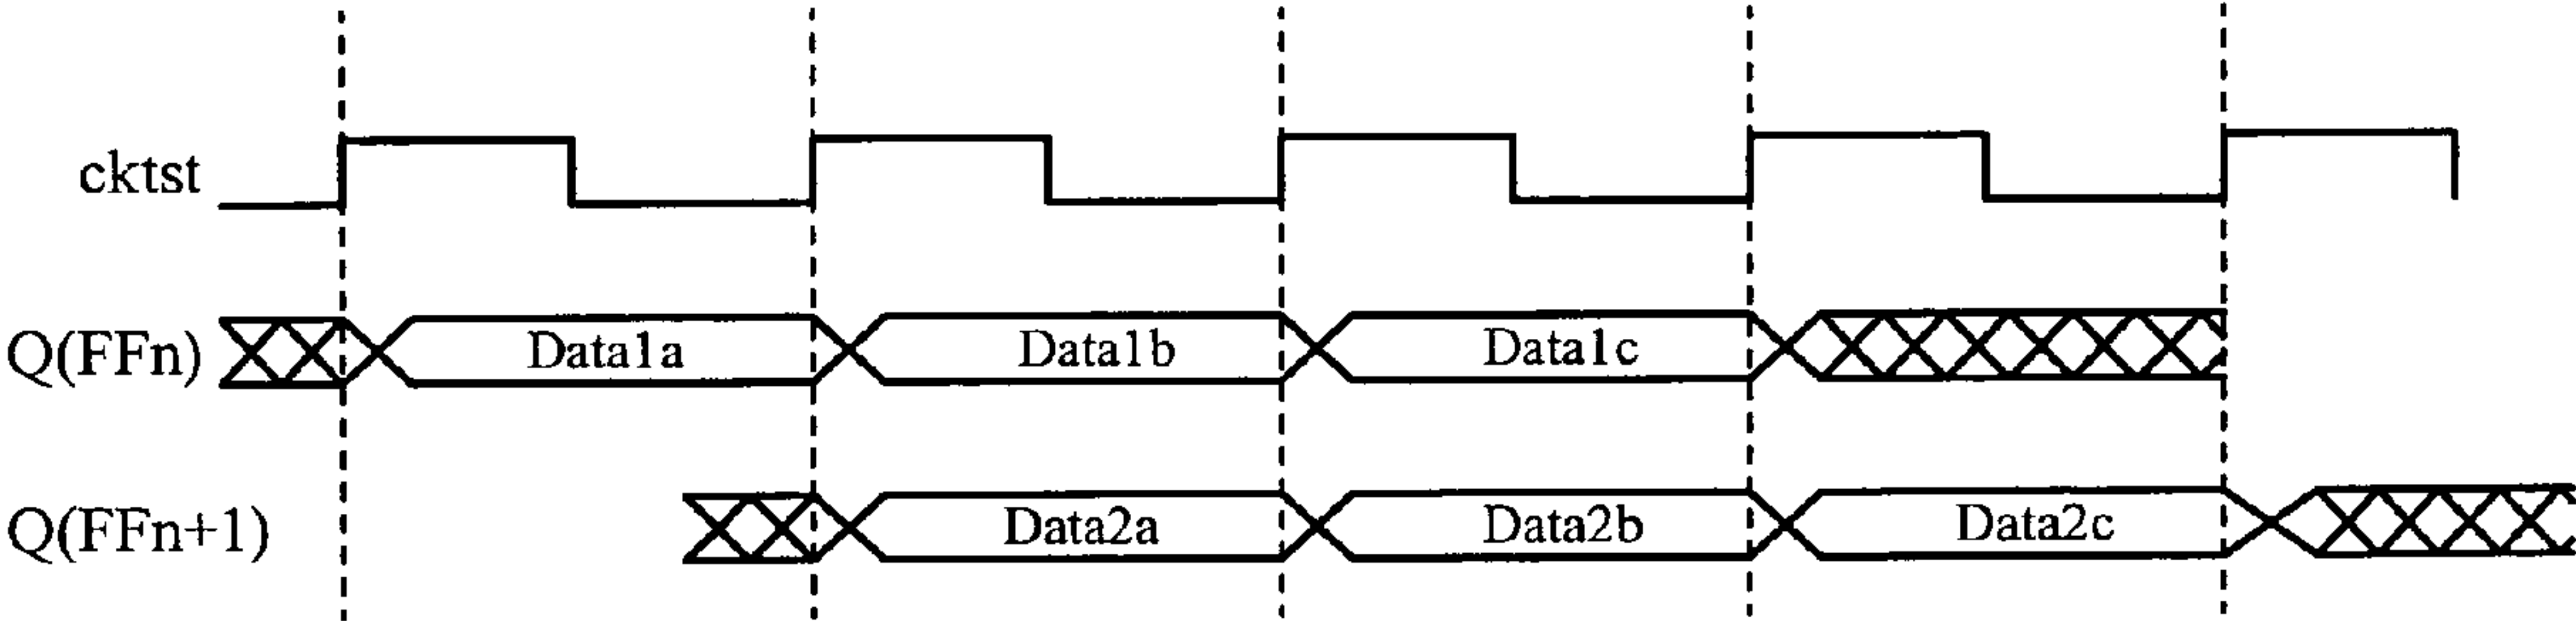 cktst
Q(FFn) Data1a Data1b Data1c
Q(FFn+1) Data2a Data2b Data2c